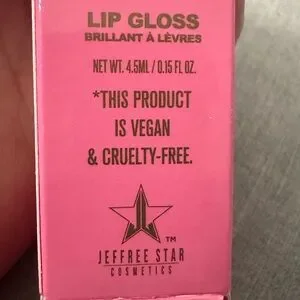 LIP GLOSS
BRILLANT À LÈVRES
NET WT. 4.5ML / 0.15 FL OZ.
*THIS PRODUCT
IS VEGAN
& CRUELTY-FREE.
TM
JEFFREE STAR
COSMETICS